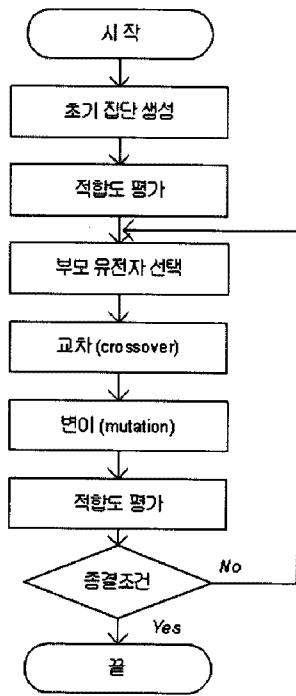 시 작
초기 집단 생성
적합도 평가
부모 유전자 선택
교차 (crossover)
변이 (mutation)
적합도 평가
종결조건
No
Yes
끝